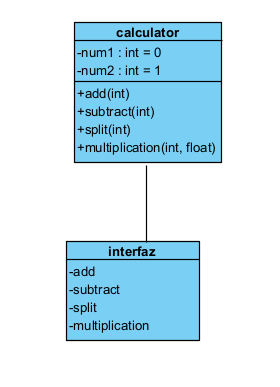 calculator
-num1 : int = 0
-num2 : int = 1
+add(int)
+subtract(int)
+split(int)
+multiplication(int, float)
interfaz
-add
-subtract
-split
-multiplication